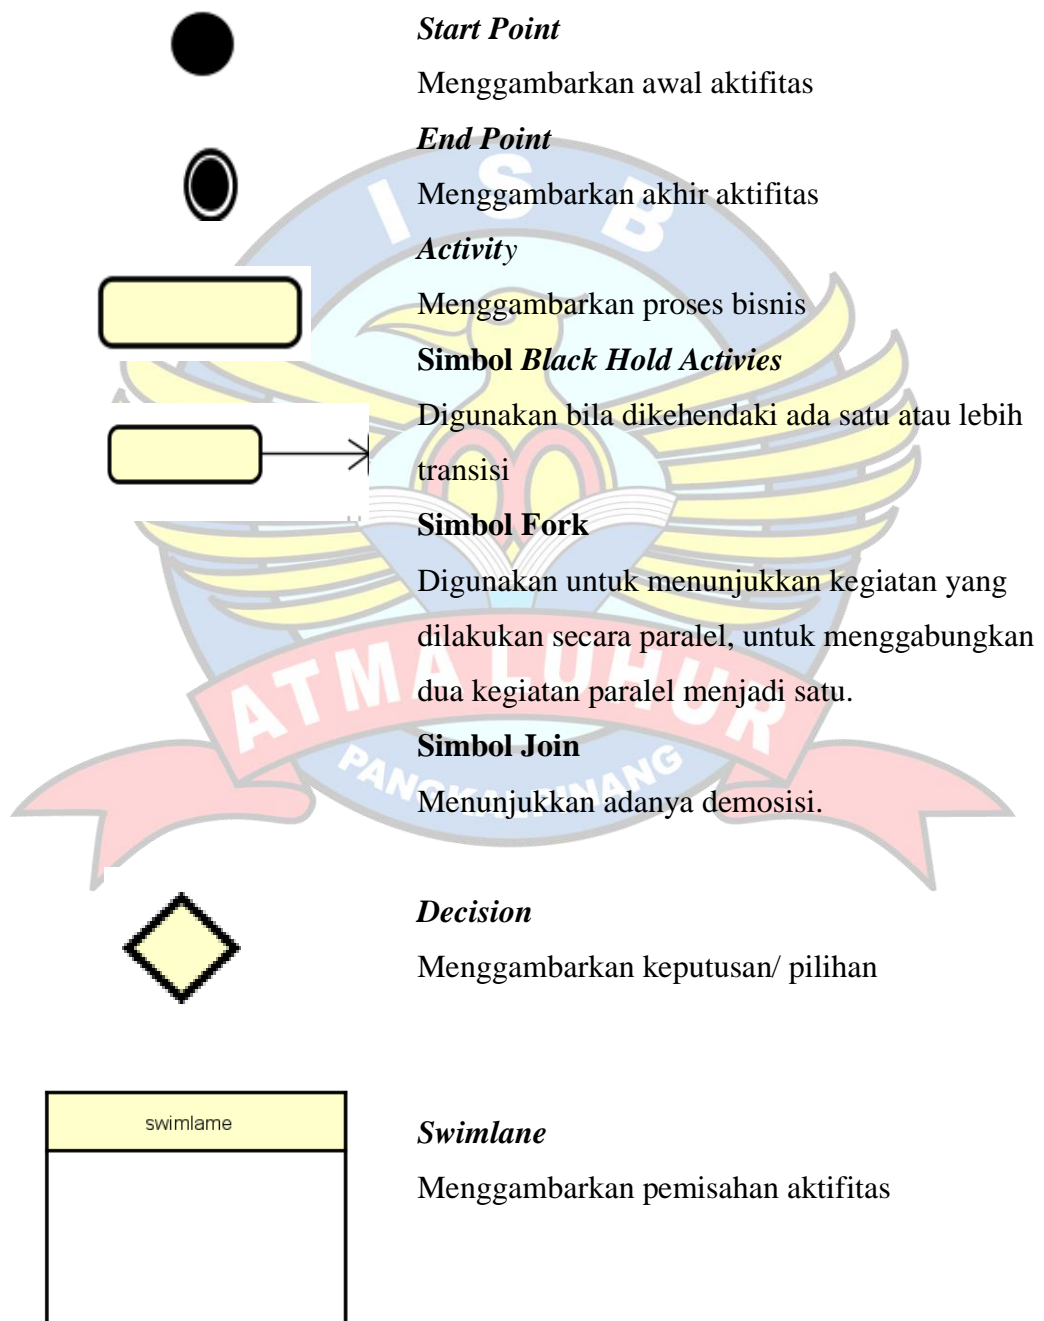 Start Point
Menggambarkan awal aktifitas
End Point
Menggambarkan akhir aktifitas
Activity
Menggambarkan proses bisnis
Simbol Black Hold Activies
Digunakan bila dikehendaki ada satu atau lebih
transisi
Simbol Fork
Digunakan untuk menunjukkan kegiatan yang
dilakukan secara paralel, untuk menggabungkan
dua kegiatan paralel menjadi satu.
Simbol Join
Menunjukkan adanya demosisi.
Decision
Menggambarkan keputusan/ pilihan
swimlame
Swimlane
Menggambarkan pemisahan aktifitas
I S B
ATMA LUHUR
PANGKALPINANG